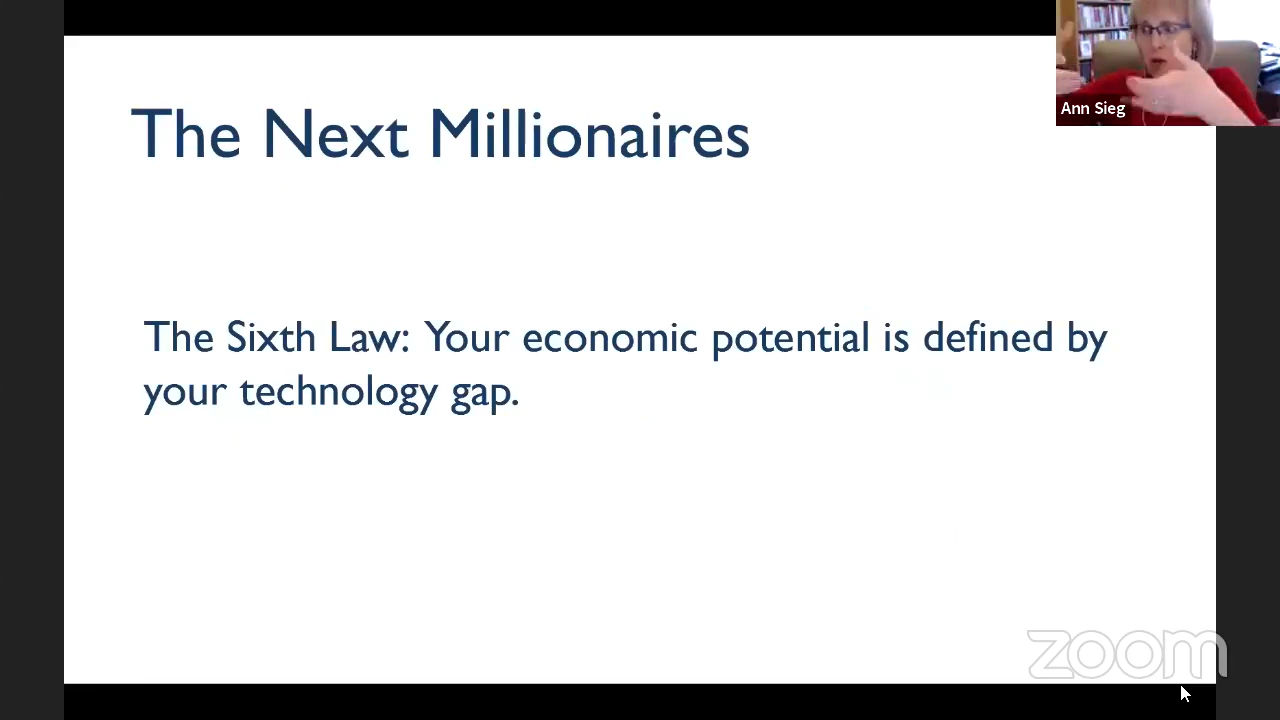 The Next Millionaires
Ann Sieg
The Sixth Law: Your economic potential is defined by
your technology gap.
zoom